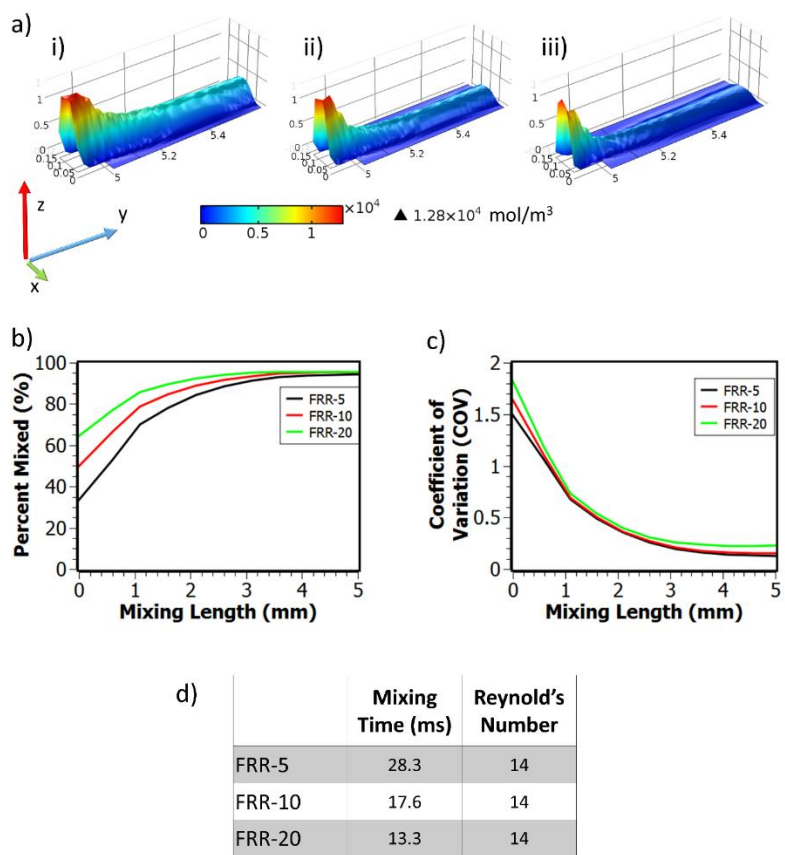 a)
i)
ii)
iii)
1
0.5
0
0.15
0.1
0.05
0
5
5.2
5.4
1
0.5
0
0.15
0.1
0.05
0
5
5.2
5.4
1
0.5
0
0.15
0.1
0.05
0
5
5.2
5.4
z
y
x
×10⁴
0 0.5 1
▲ 1.28×10⁴ mol/m³
b)
Percent Mixed (%)
100
80
60
40
20
0
FRR-5
FRR-10
FRR-20
0 1 2 3 4 5
Mixing Length (mm)
c)
Coefficient of
Variation (COV)
2
1.5
1
0.5
0
FRR-5
FRR-10
FRR-20
0 1 2 3 4 5
Mixing Length (mm)
d)
Mixing Time (ms) Reynold's Number
FRR-5 28.3 14
FRR-10 17.6 14
FRR-20 13.3 14